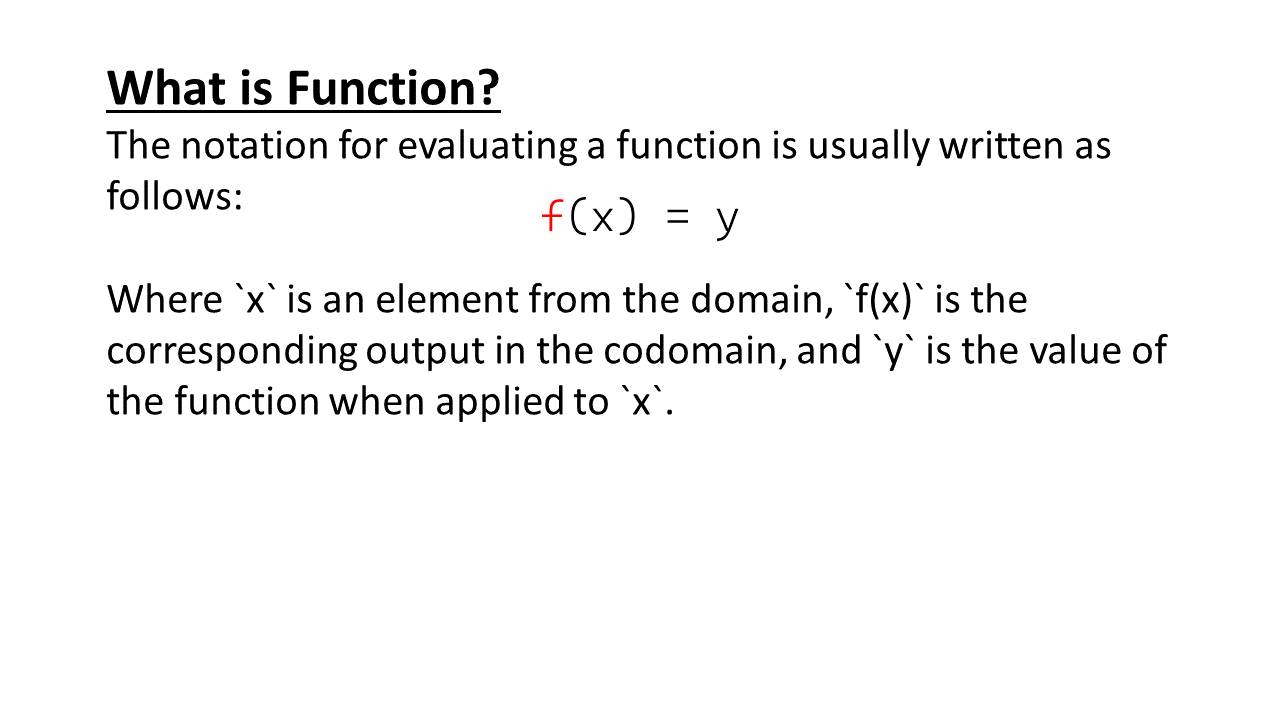 What is Function?
The notation for evaluating a function is usually written as
follows:
f(x) = y
Where `x` is an element from the domain, `f(x)` is the
corresponding output in the codomain, and `y` is the value of
the function when applied to `x`.